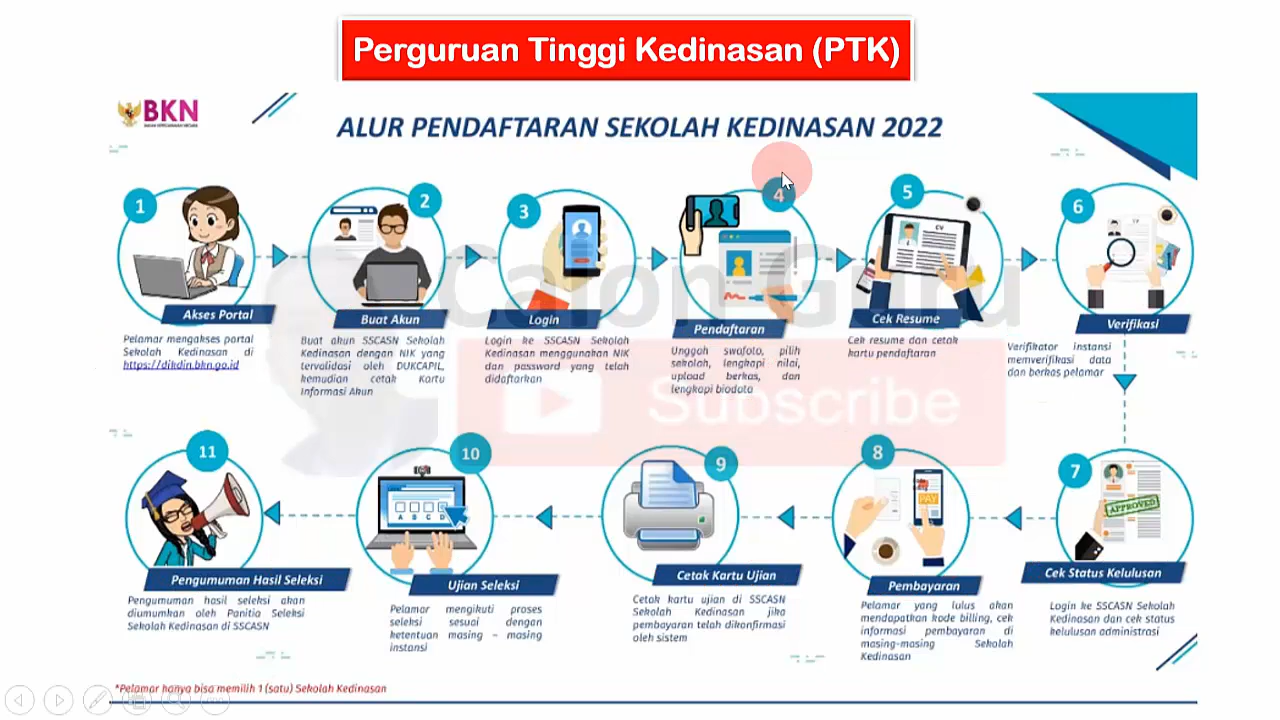 Perguruan Tinggi Kedinasan (PTK)
BKN
ALUR PENDAFTARAN SEKOLAH KEDINASAN 2022
1
Akses Portal
Pelamar mengakses portal
Sekolah Kedinasan di
https://dikdin.bkn.go.id
2
Buat Akun
Buat akun SSCASN Sekolah
Kedinasan dengan NIK yang
tervalidasi oleh DUKCAPIL,
kemudian cetak Kartu
Informasi Akun
3
Login
Login ke SSCASN Sekolah
Kedinasan menggunakan NIK
dan password yang telah
didaftarkan
4
Pendaftaran
Unggah swafoto, pilih
sekolah, lengkapi nilai,
upload berkas, dan
lengkapi biodata
5
CV
Cek Resume
Cek resume dan cetak
kartu pendaftaran
6
Verifikasi
Verifikator instansi
memverifikasi data
dan berkas pelamar
Calon Guru
Subscribe
7
APPROVED
Cek Status Kelulusan
Login ke SSCASN Sekolah
Kedinasan dan cek status
kelulusan administrasi
8
PAY
Pembayaran
Pelamar yang lulus akan
mendapatkan kode billing, cek
informasi pembayaran di
masing-masing Sekolah
Kedinasan
9
Cetak Kartu Ujian
Cetak kartu ujian di SSCASN
Sekolah Kedinasan jika
pembayaran telah dikonfirmasi
oleh sistem
10
A B C D
Ujian Seleksi
Pelamar mengikuti proses
seleksi sesuai dengan
ketentuan masing – masing
instansi
11
Pengumuman Hasil Seleksi
Pengumuman hasil seleksi akan
diumumkan oleh Panitia Seleksi
Sekolah Kedinasan di SSCASN
*Pelamar hanya bisa memilih 1 (satu) Sekolah Kedinasan